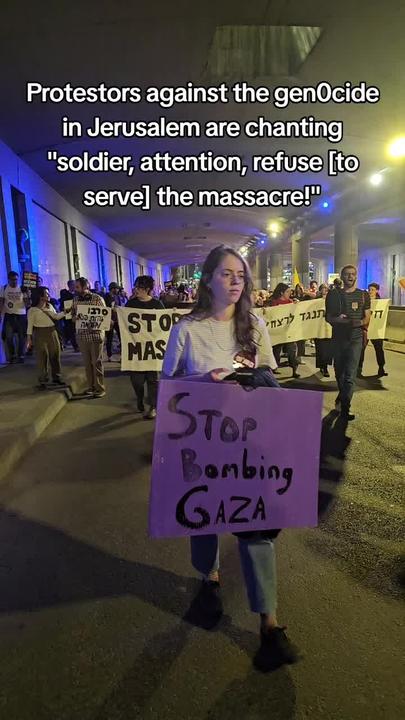 Protestors against the gen0cide
in Jerusalem are chanting
"soldier, attention, refuse [to
serve] the massacre!"
STOP
MAS
סרבו
STOP
Bombing
GAZA